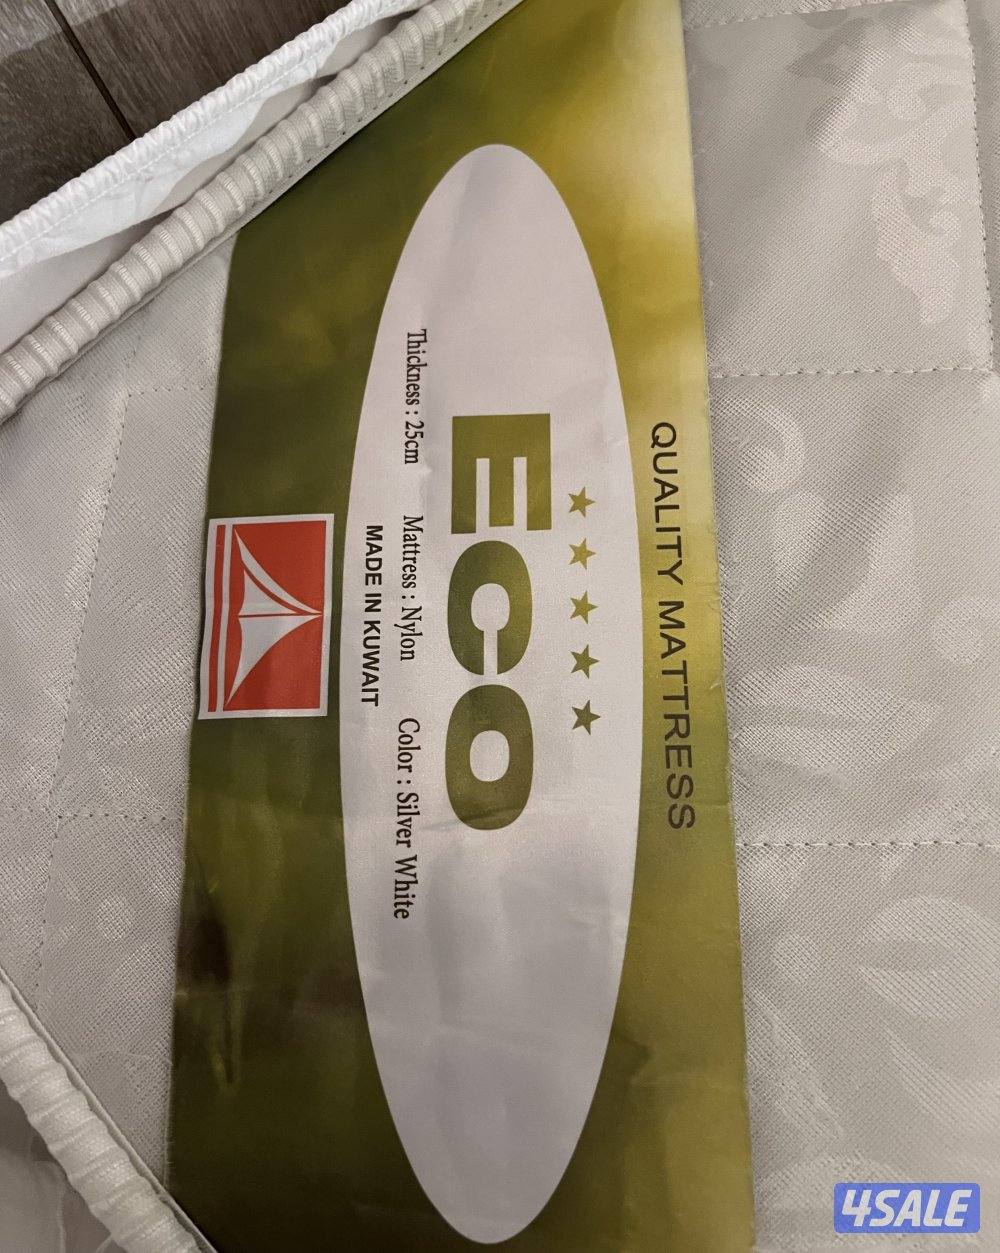 QUALITY MATTRESS
ECO
Thickness : 25cm Mattress : Nylon Color : Silver White
MADE IN KUWAIT
4SALE